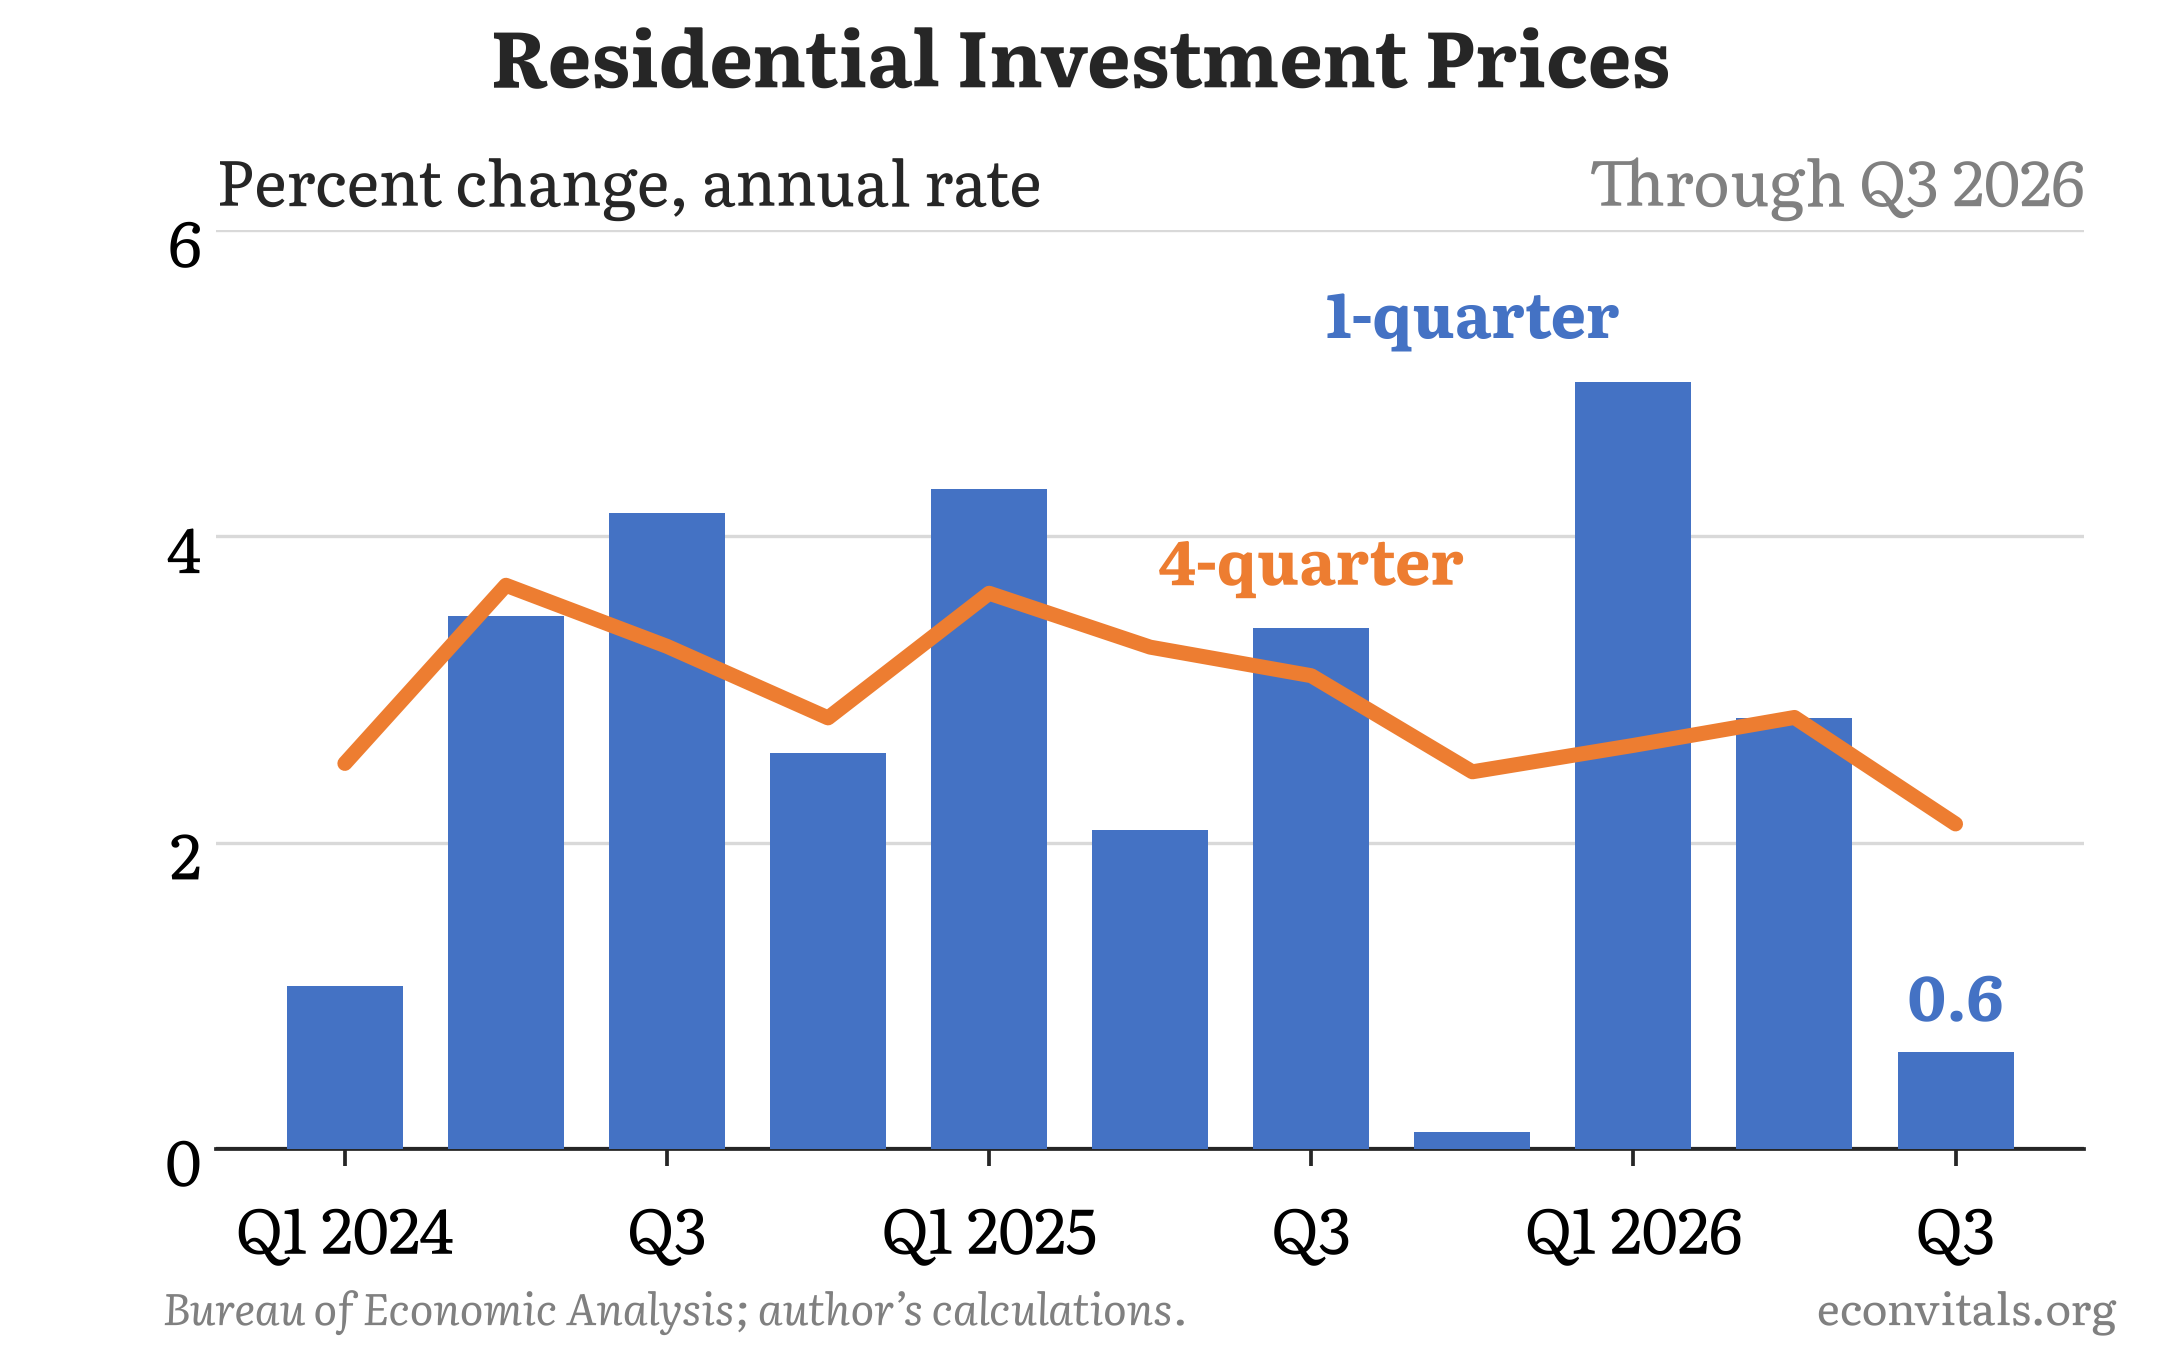 Residential Investment Prices
Percent change, annual rate
Through Q3 2026
6
1-quarter
4
4-quarter
2
0.6
0
Q1 2024 Q3 Q1 2025 Q3 Q1 2026 Q3
Bureau of Economic Analysis; author’s calculations.
econvitals.org